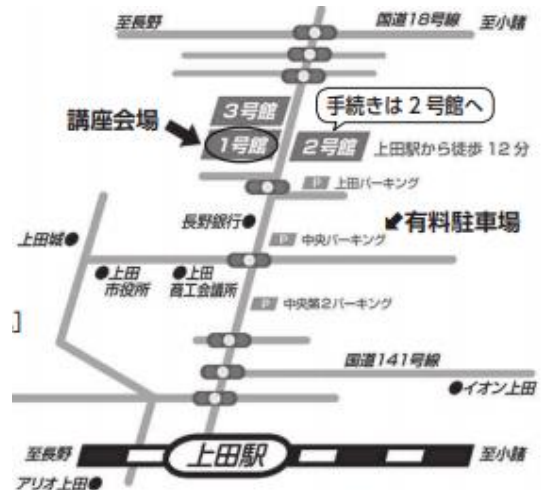 至長野
国道18号線
至小諸
3号館
手続きは2号館へ
講座会場
1号館
2号館
上田駅から徒歩12分
P
上田パーキング
長野銀行
有料駐車場
上田城
P
中央パーキング
上田
市役所
上田
商工会議所
P
中央第2パーキング
]
国道141号線
イオン上田
至長野
上田駅
至小諸
アリオ上田